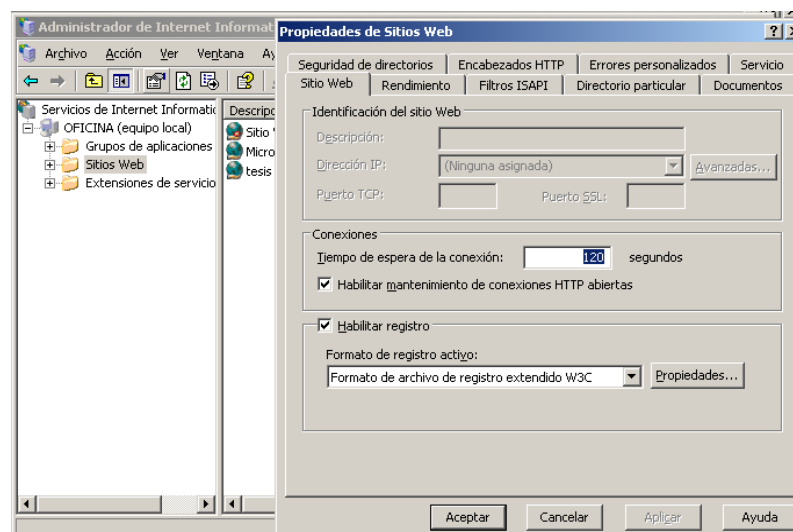 Administrador de Internet Informat
Archivo Acción Ver Ventana Ay
Servicios de Internet Informatic
OFICINA (equipo local)
Grupos de aplicaciones
Sitios Web
Extensiones de servicio
Descripc
Sitio
Micro
tesis
Propiedades de Sitios Web
Seguridad de directorios Encabezados HTTP Errores personalizados Servicio
Sitio Web Rendimiento Filtros ISAPI Directorio particular Documentos
Identificación del sitio Web
Descripción:
Dirección IP: (Ninguna asignada) Avanzadas...
Puerto TCP: Puerto SSL:
Conexiones
Tiempo de espera de la conexión: 120 segundos
Habilitar mantenimiento de conexiones HTTP abiertas
Habilitar registro
Formato de registro activo:
Formato de archivo de registro extendido W3C Propiedades...
Aceptar Cancelar Aplicar Ayuda